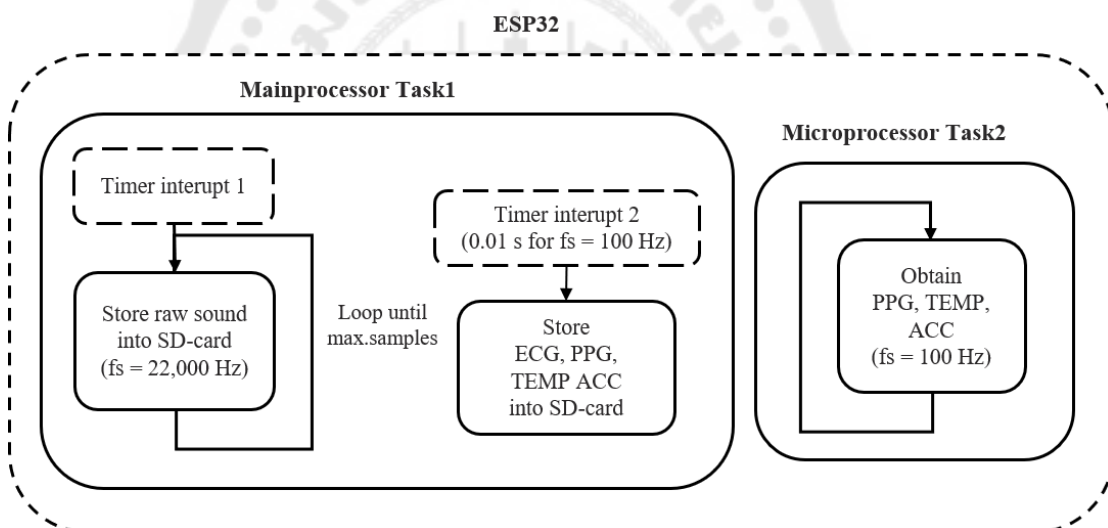 ESP32
Mainprocessor Task1
Timer interupt 1
Store raw sound
into SD-card
(fs = 22,000 Hz)
Loop until
max.samples
Timer interupt 2
(0.01 s for fs = 100 Hz)
Store
ECG, PPG,
TEMP ACC
into SD-card
Microprocessor Task2
Obtain
PPG, TEMP,
ACC
(fs = 100 Hz)